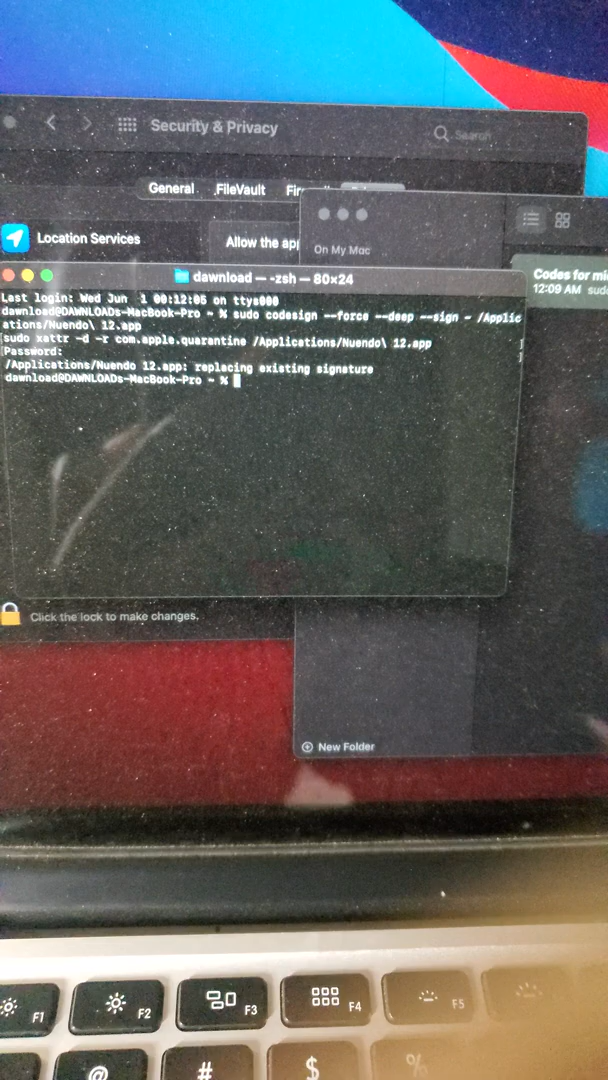 Security & Privacy
Search
General
FileVault
Location Services
Allow the
On My Mac
Codes for
12:09 AM
dawnload — -zsh — 80×24
Last login: Wed Jun 1 00:12:05 on ttys000
dawnload@DAWNLOADs-MacBook-Pro ~ % sudo codesign --force --deep --sign - /Applic
ations/Nuendo\ 12.app
sudo xattr -d -r com.apple.quarantine /Applications/Nuendo\ 12.app
Password:
/Applications/Nuendo 12.app: replacing existing signature
dawnload@DAWNLOADs-MacBook-Pro ~ %
Click the lock to make changes.
New Folder
F1
F2
F3
F4
F5
@
#
$
%